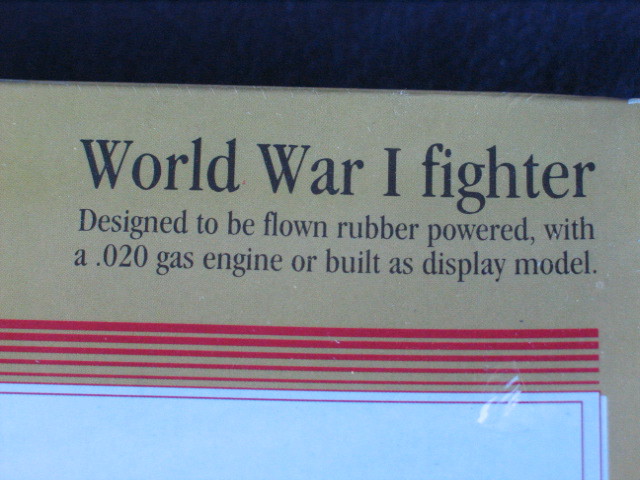 World War I fighter
Designed to be flown rubber powered, with
a .020 gas engine or built as display model.